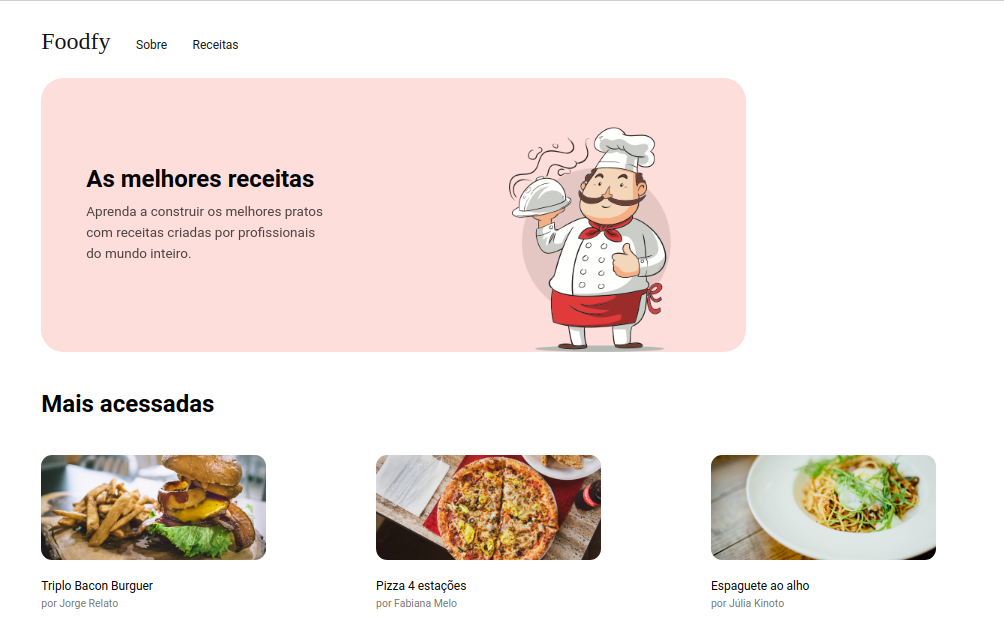 Foodfy
Sobre
Receitas
As melhores receitas
Aprenda a construir os melhores pratos
com receitas criadas por profissionais
do mundo inteiro.
Mais acessadas
Triplo Bacon Burguer
por Jorge Relato
Pizza 4 estações
por Fabiana Melo
Espaguete ao alho
por Júlia Kinoto